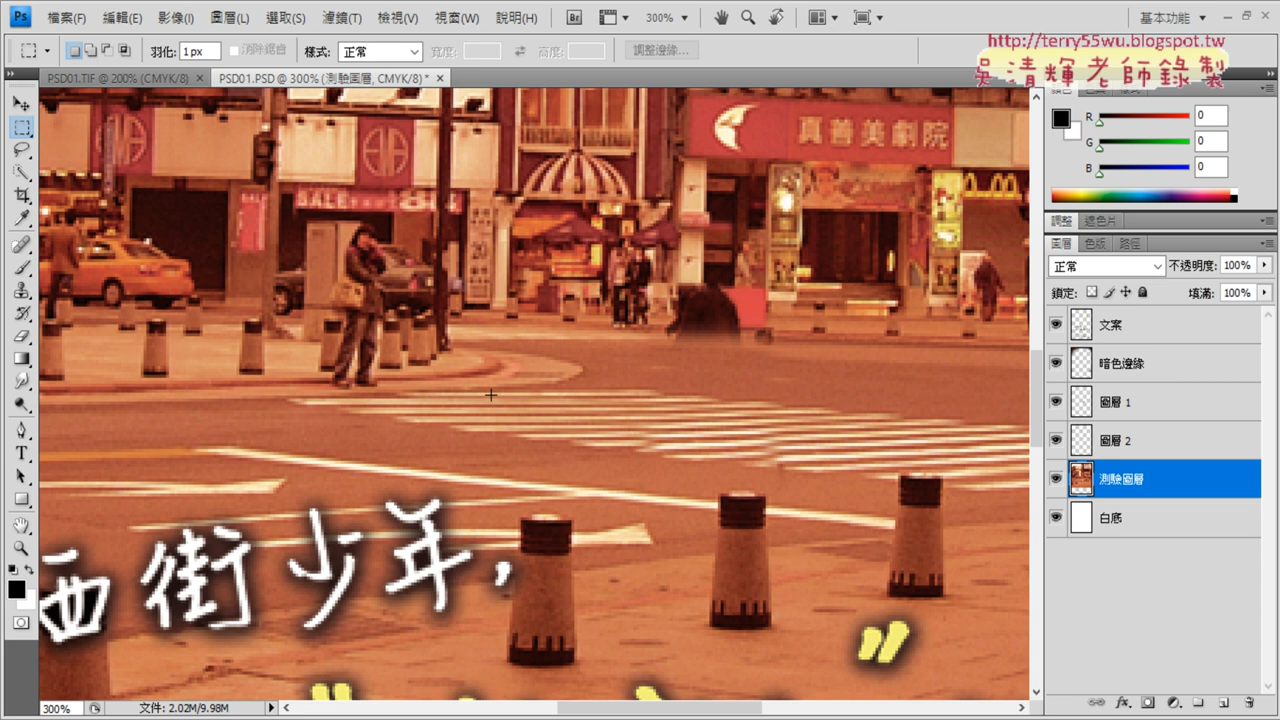 檔案(F) 編輯(E) 影像(I) 圖層(L) 選取(S) 濾鏡(T) 檢視(V) 視窗(W) 說明(H) Br 300% 基本功能
羽化: 1 px 消除鋸齒 樣式: 正常 寬度: 高度: 調整邊緣...
http://terry55wu.blogspot.tw
吳清輝老師錄製
PSD01.TIF @ 200% (CMYK/8) × PSD01.PSD @ 300% (測驗圖層, CMYK/8) * ×
R 0
G 0
B 0
真善美劇院
SALE
調整 遮色片
圖層 色版 路徑
正常 不透明度: 100%
鎖定: 填滿: 100%
文案
暗色邊緣
圖層 1
圖層 2
測驗圖層
白底
西街少年,
"
300% 文件: 2.02M/9.98M